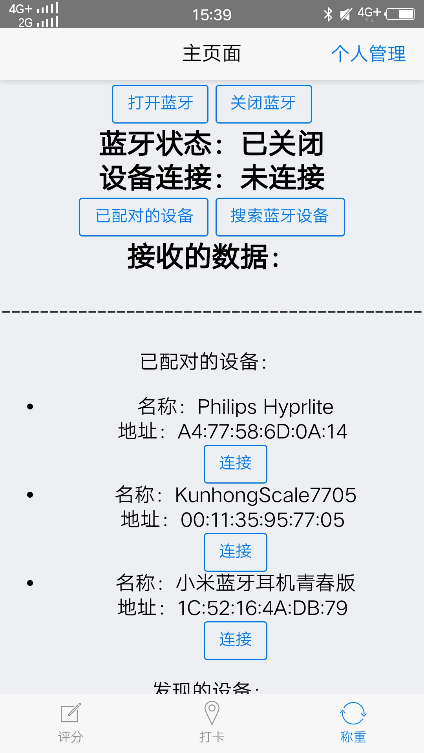 4G+ 15:39 4G+
2G
主页面 个人管理
打开蓝牙 关闭蓝牙
蓝牙状态：已关闭
设备连接：未连接
已配对的设备 搜索蓝牙设备
接收的数据：
--------------------------------------------------
已配对的设备：
• 名称：Philips Hyprlite
地址：A4:77:58:6D:0A:14
连接
• 名称：KunhongScale7705
地址：00:11:35:95:77:05
连接
• 名称：小米蓝牙耳机青春版
地址：1C:52:16:4A:DB:79
连接
发现的设备：
评分 打卡 称重